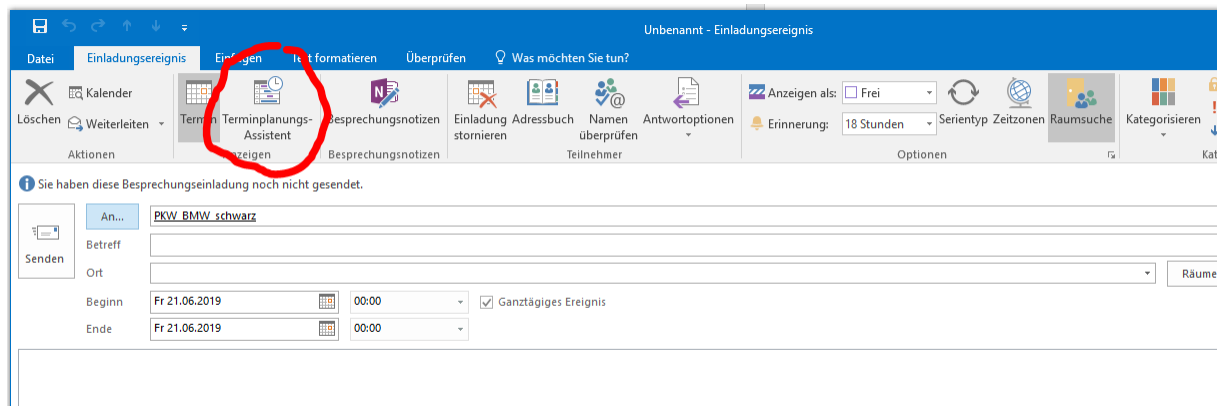 Unbenannt - Einladungsereignis
Datei Einladungsereignis Einfügen Text formatieren Überprüfen Was möchten Sie tun?
Löschen
Kalender
Weiterleiten
Aktionen
Termin
Terminplanungs-
Assistent
Anzeigen
Besprechungsnotizen
Besprechungsnotizen
Einladung
stornieren
Adressbuch
Namen
überprüfen
Antwortoptionen
Teilnehmer
Anzeigen als: Frei
Erinnerung: 18 Stunden
Serientyp
Zeitzonen
Raumsuche
Optionen
Kategorisieren
Kat
Sie haben diese Besprechungseinladung noch nicht gesendet.
Senden
An... PKW_BMW_schwarz
Betreff
Ort Räume
Beginn Fr 21.06.2019 00:00 Ganztägiges Ereignis
Ende Fr 21.06.2019 00:00